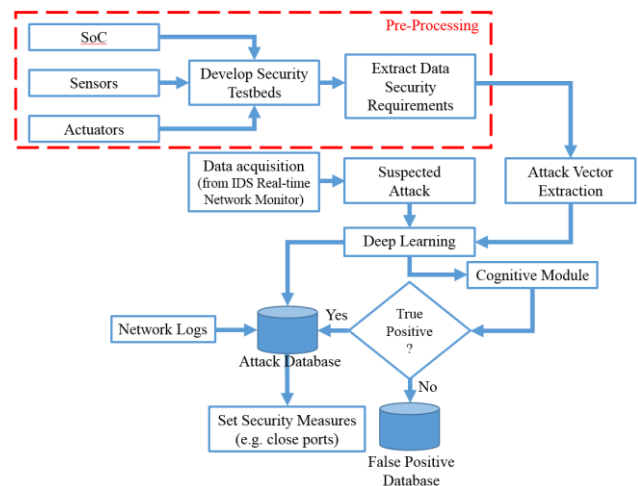 Pre-Processing
SoC
Sensors
Actuators
Develop Security
Testbeds
Extract Data
Security
Requirements
Data acquisition
(from IDS Real-time
Network Monitor)
Suspected
Attack
Attack Vector
Extraction
Deep Learning
Cognitive Module
Network Logs
Attack Database
Yes
True
Positive
?
No
Set Security Measures
(e.g. close ports)
False Positive
Database